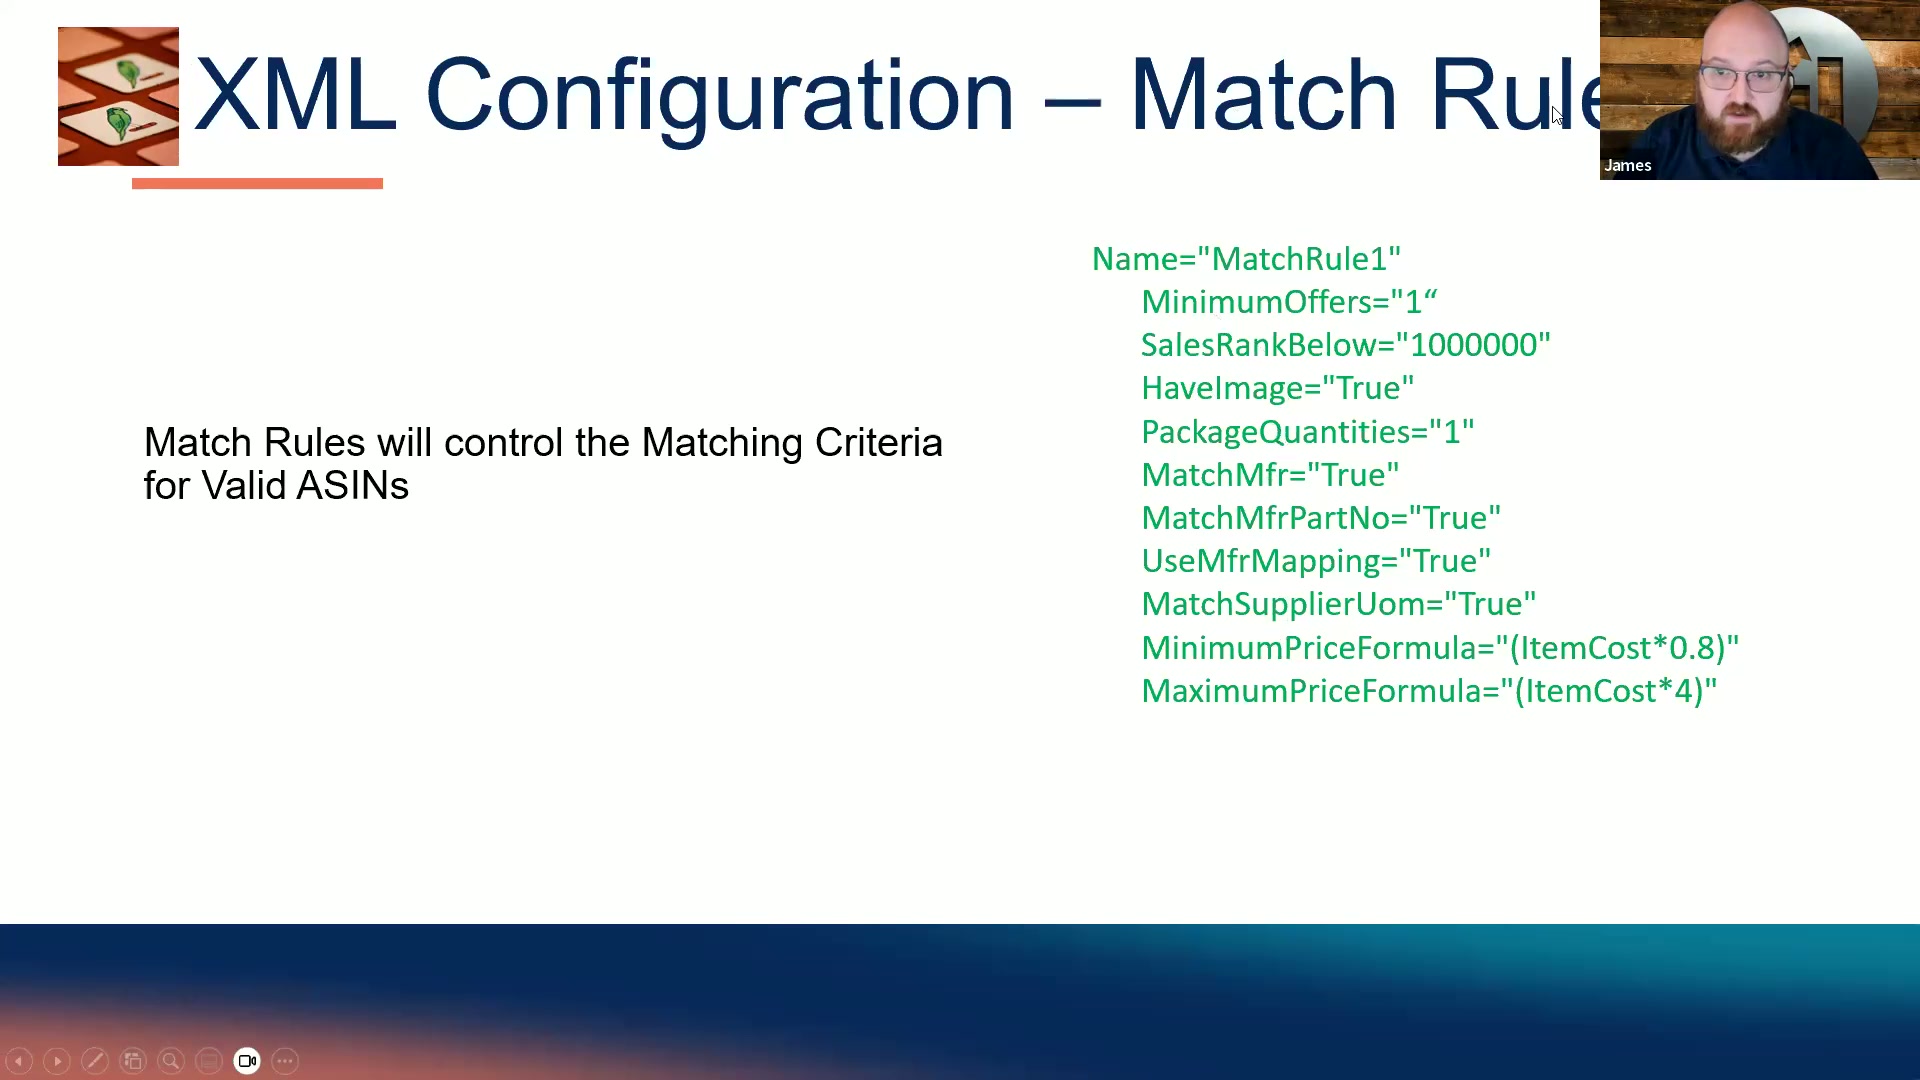 XML Configuration – Match Rule
James
Match Rules will control the Matching Criteria
for Valid ASINs
Name="MatchRule1"
MinimumOffers="1“
SalesRankBelow="1000000"
HaveImage="True"
PackageQuantities="1"
MatchMfr="True"
MatchMfrPartNo="True"
UseMfrMapping="True"
MatchSupplierUom="True"
MinimumPriceFormula="(ItemCost*0.8)"
MaximumPriceFormula="(ItemCost*4)"